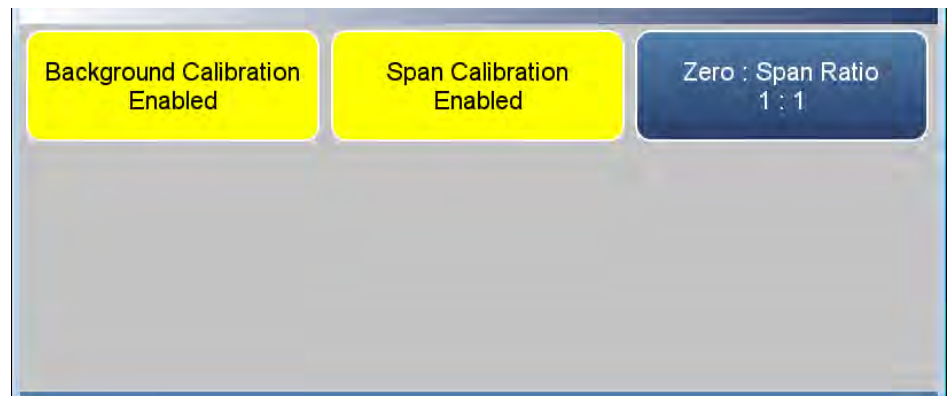 Background Calibration
Enabled
Span Calibration
Enabled
Zero : Span Ratio
1 : 1